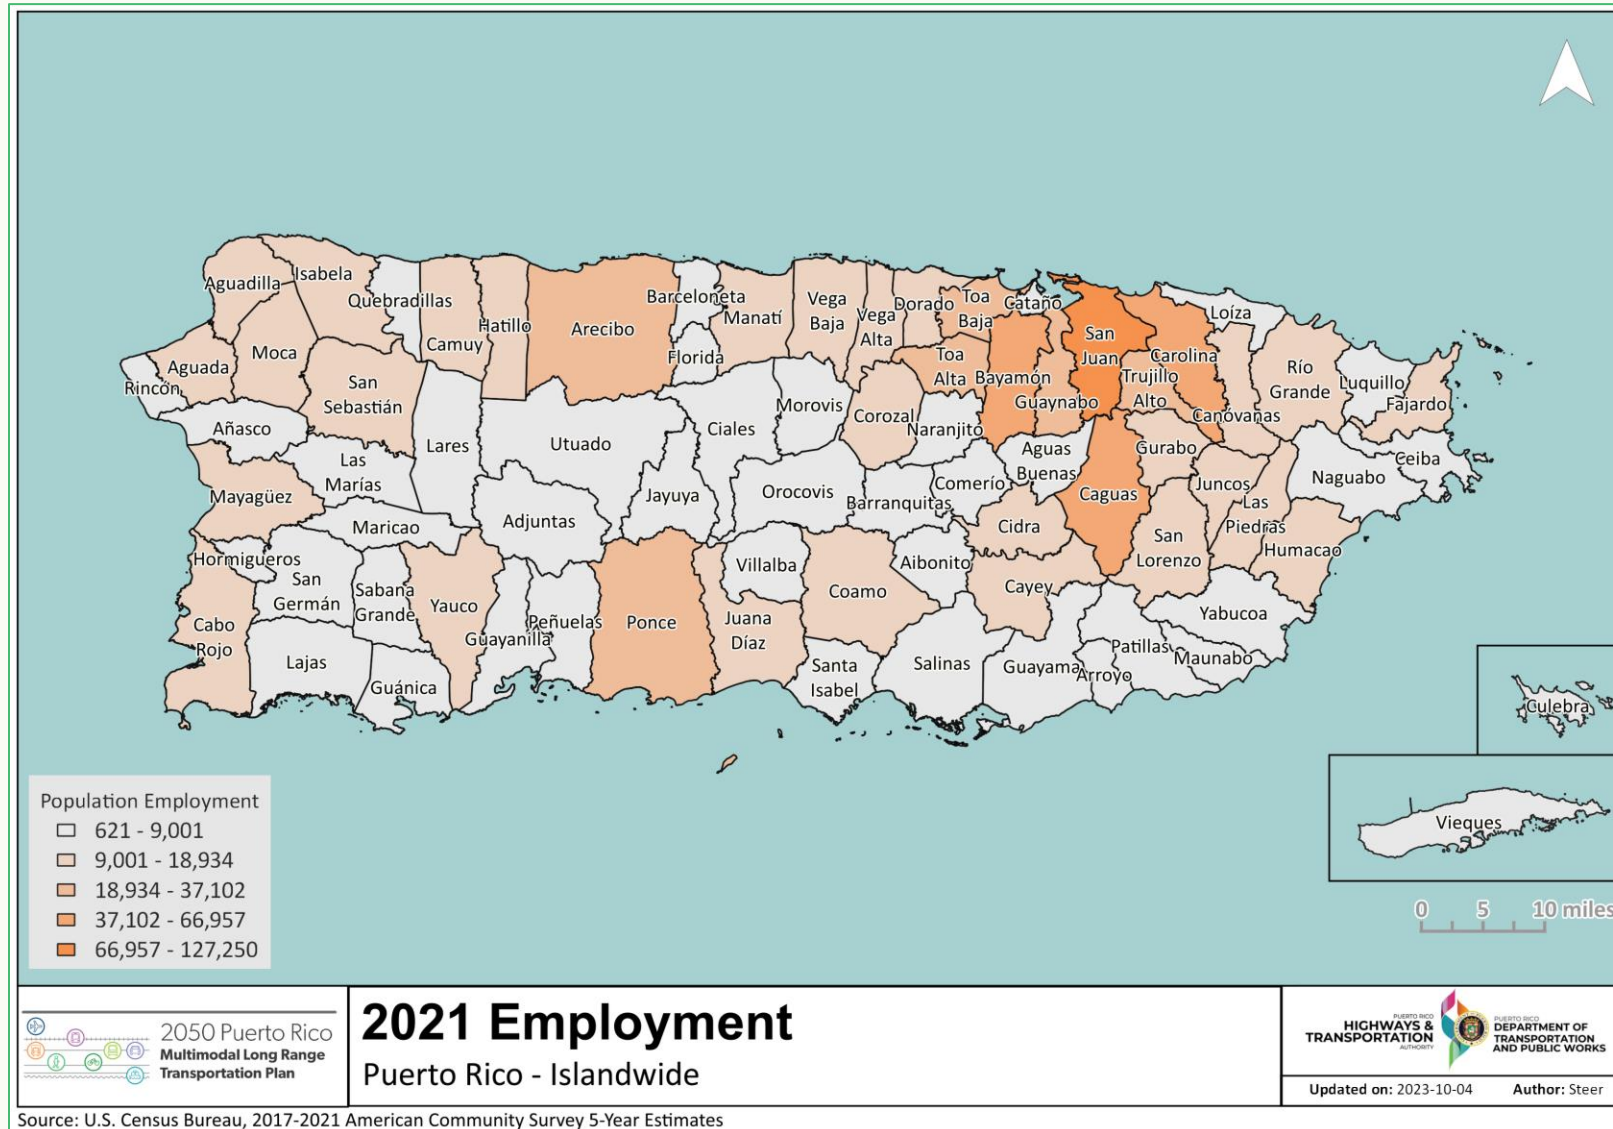 Isabela
Aguadilla
Quebradillas
Camuy
Hatillo
Arecibo
Barceloneta
Manatí
Florida
Vega
Baja
Vega
Alta
Dorado
Toa
Baja
Cataño
San
Juan
Loíza
Carolina
Trujillo
Alto
Canóvanas
Río
Grande
Luquillo
Fajardo
Ceiba
Naguabo
Moca
Aguada
Rincón
San
Sebastián
Añasco
Las
Marías
Lares
Utuado
Ciales
Morovis
Corozal
Naranjito
Toa
Alta
Bayamón
Guaynabo
Aguas
Buenas
Gurabo
Juncos
Las
Piedras
Humacao
Mayagüez
Maricao
Adjuntas
Jayuya
Orocovis
Barranquitas
Comerío
Cidra
Caguas
San
Lorenzo
Hormigueros
San
Germán
Sabana
Grande
Yauco
Guayanilla
Peñuelas
Ponce
Villalba
Juana
Díaz
Coamo
Aibonito
Cayey
Yabucoa
Cabo
Rojo
Lajas
Guánica
Santa
Isabel
Salinas
Guayama
Arroyo
Patillas
Maunabo
Culebra
Vieques
Population Employment
621 - 9,001
9,001 - 18,934
18,934 - 37,102
37,102 - 66,957
66,957 - 127,250
0 5 10 miles
2050 Puerto Rico
Multimodal Long Range
Transportation Plan
2021 Employment
Puerto Rico - Islandwide
PUERTO RICO
HIGHWAYS &
TRANSPORTATION
AUTHORITY
PUERTO RICO
DEPARTMENT OF
TRANSPORTATION
AND PUBLIC WORKS
Updated on: 2023-10-04 Author: Steer
Source: U.S. Census Bureau, 2017-2021 American Community Survey 5-Year Estimates